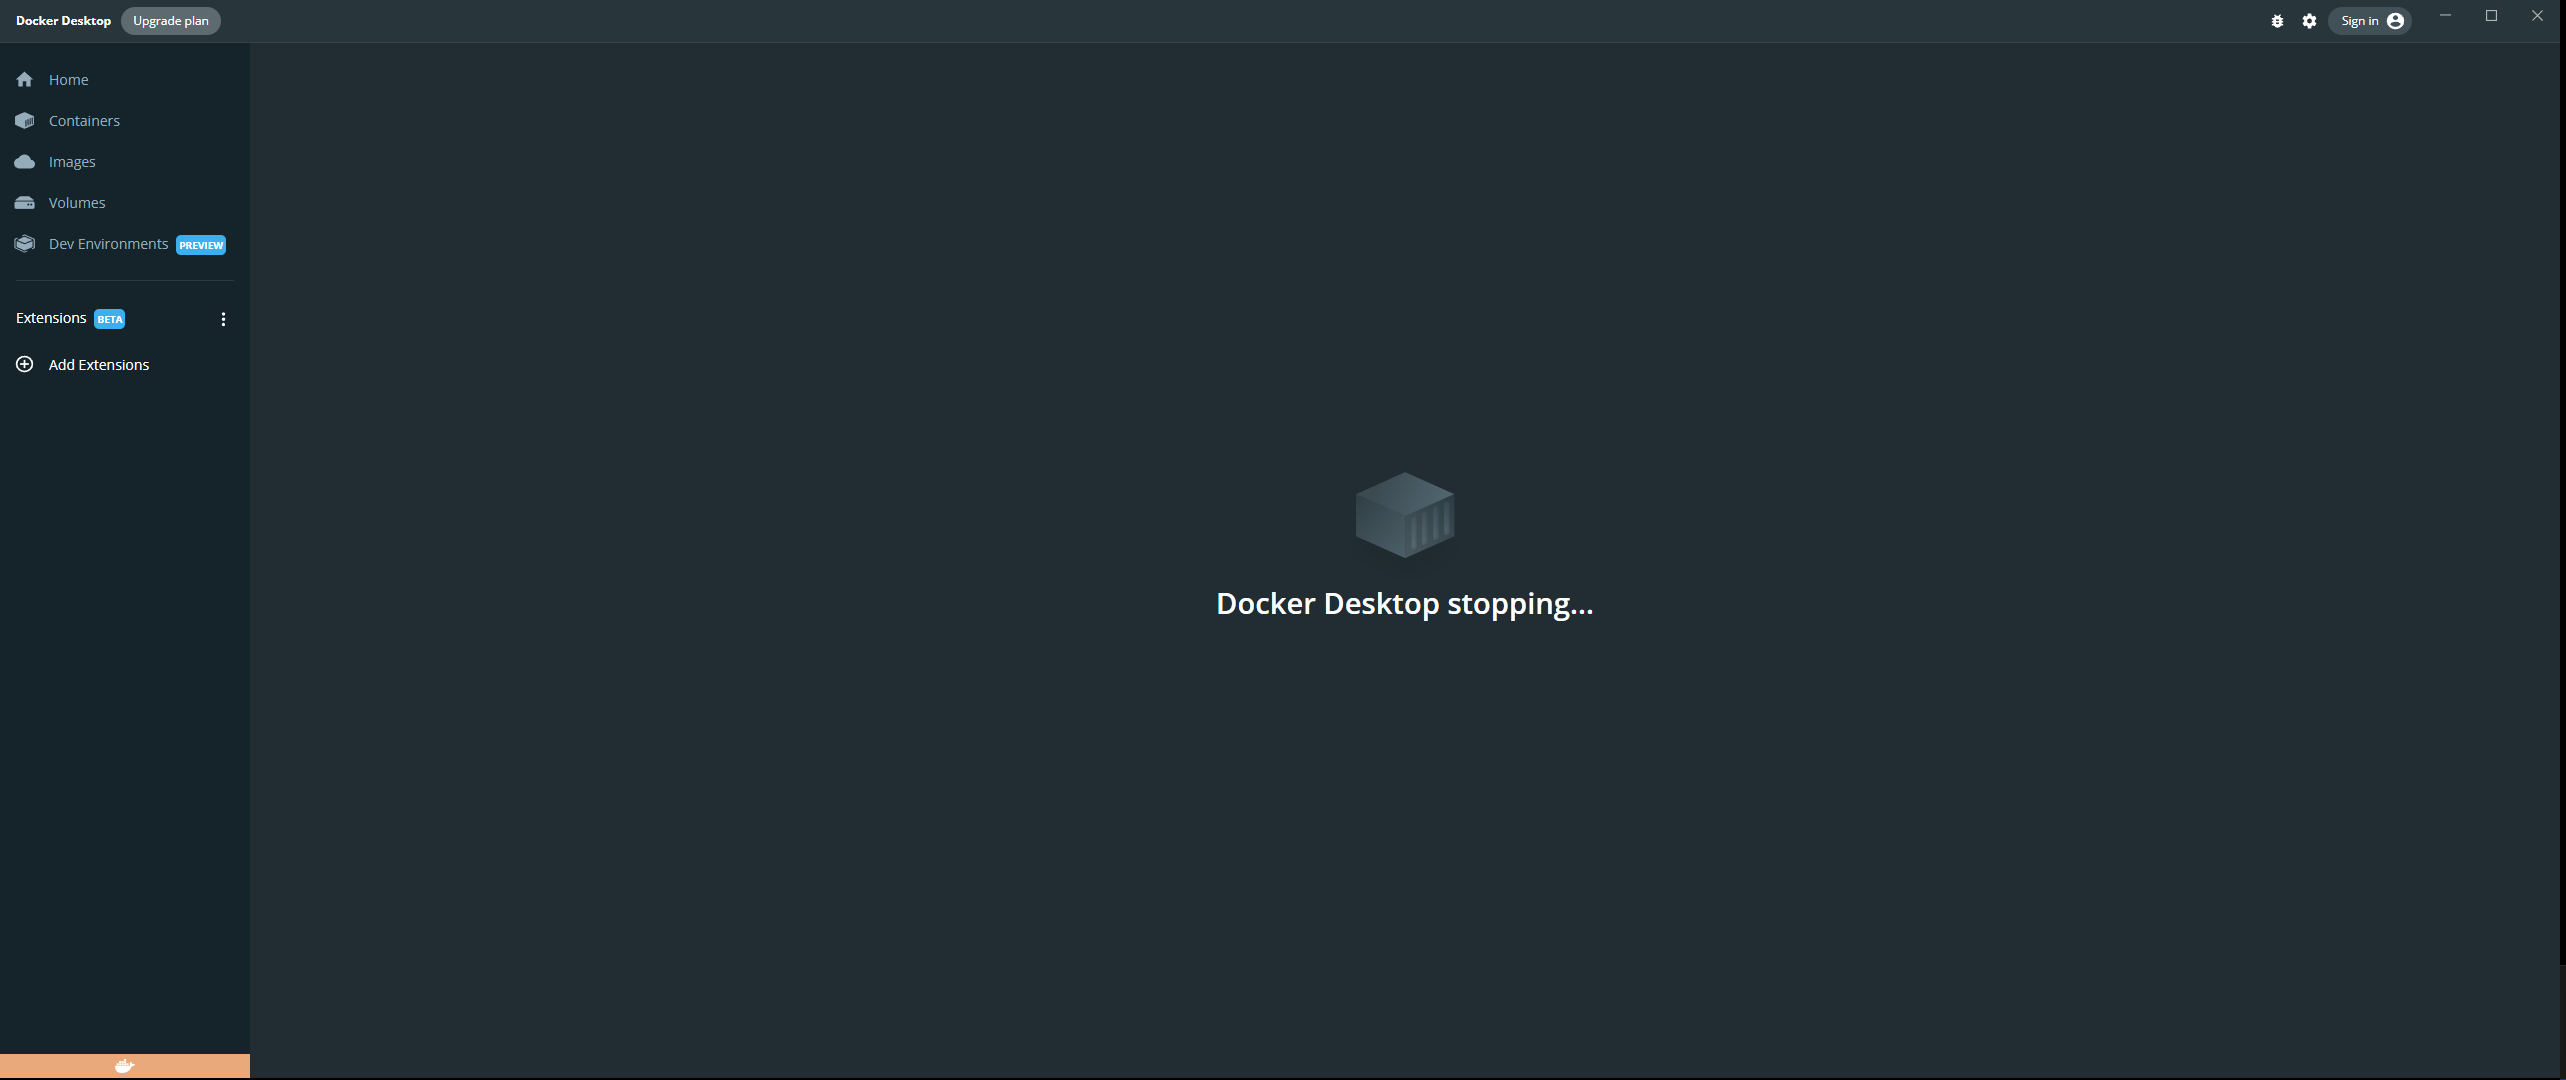 Docker Desktop Upgrade plan Sign in
Home
Containers
Images
Volumes
Dev Environments PREVIEW
Extensions BETA
Add Extensions
Docker Desktop stopping...